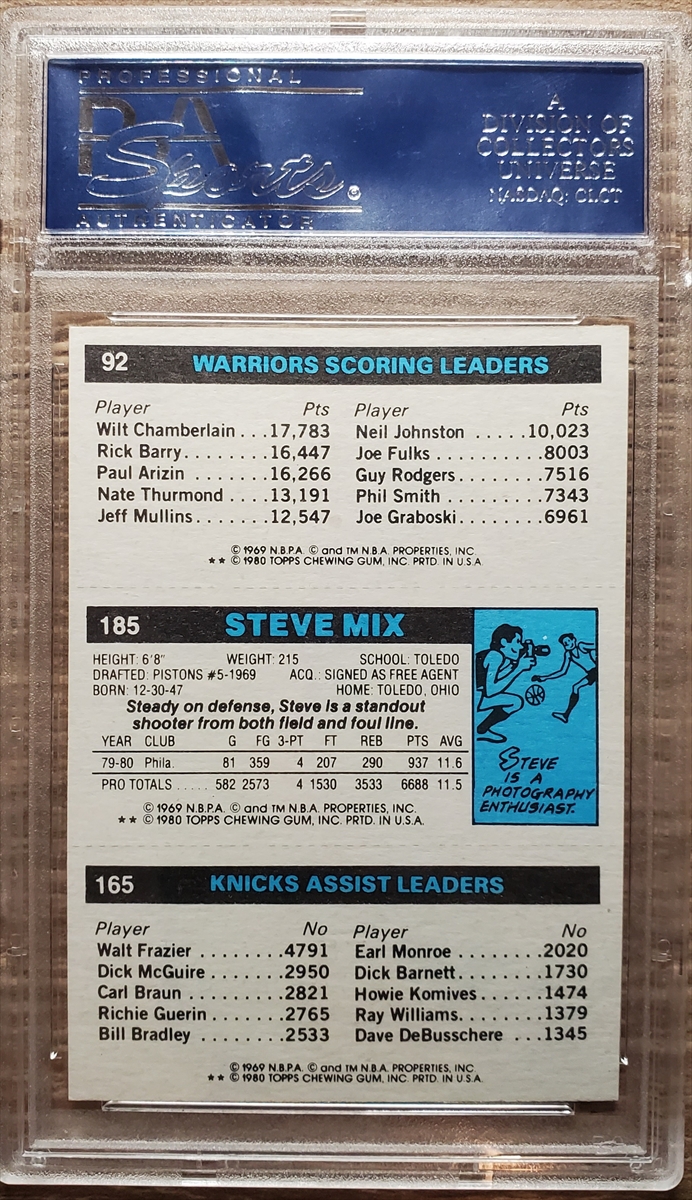 PROFESSIONAL
PSA
Sports®
AUTHENTICATOR
A
DIVISION OF
COLLECTORS
UNIVERSE
NASDAQ: CLCT
92 WARRIORS SCORING LEADERS
Player Pts Player Pts
Wilt Chamberlain...17,783 Neil Johnston .....10,023
Rick Barry........ 16,447 Joe Fulks ..........8003
Paul Arizin ....... 16,266 Guy Rodgers.......7516
Nate Thurmond ....13,191 Phil Smith .........7343
Jeff Mullins....... 12,547 Joe Graboski.......6961
© 1969 N.B.P.A. © and TM N.B.A. PROPERTIES, INC.
★★ © 1980 TOPPS CHEWING GUM, INC. PRTD. IN U.S.A.
185 STEVE MIX
HEIGHT: 6'8" WEIGHT: 215 SCHOOL: TOLEDO
DRAFTED: PISTONS #5-1969 ACQ.: SIGNED AS FREE AGENT
BORN: 12-30-47 HOME: TOLEDO, OHIO
Steady on defense, Steve is a standout
shooter from both field and foul line.
YEAR CLUB G FG 3-PT FT REB PTS AVG
79-80 Phila. 81 359 4 207 290 937 11.6
PRO TOTALS ..... 582 2573 4 1530 3533 6688 11.5
© 1969 N.B.P.A. © and TM N.B.A. PROPERTIES, INC.
★★ © 1980 TOPPS CHEWING GUM, INC. PRTD. IN U.S.A.
STEVE
IS A
PHOTOGRAPHY
ENTHUSIAST.
165 KNICKS ASSIST LEADERS
Player No Player No
Walt Frazier ........4791 Earl Monroe ........2020
Dick McGuire .......2950 Dick Barnett........1730
Carl Braun .........2821 Howie Komives......1474
Richie Guerin .......2765 Ray Williams........1379
Bill Bradley .........2533 Dave DeBusschere ...1345
© 1969 N.B.P.A. © and TM N.B.A. PROPERTIES, INC.
★★ © 1980 TOPPS CHEWING GUM, INC. PRTD. IN U.S.A.